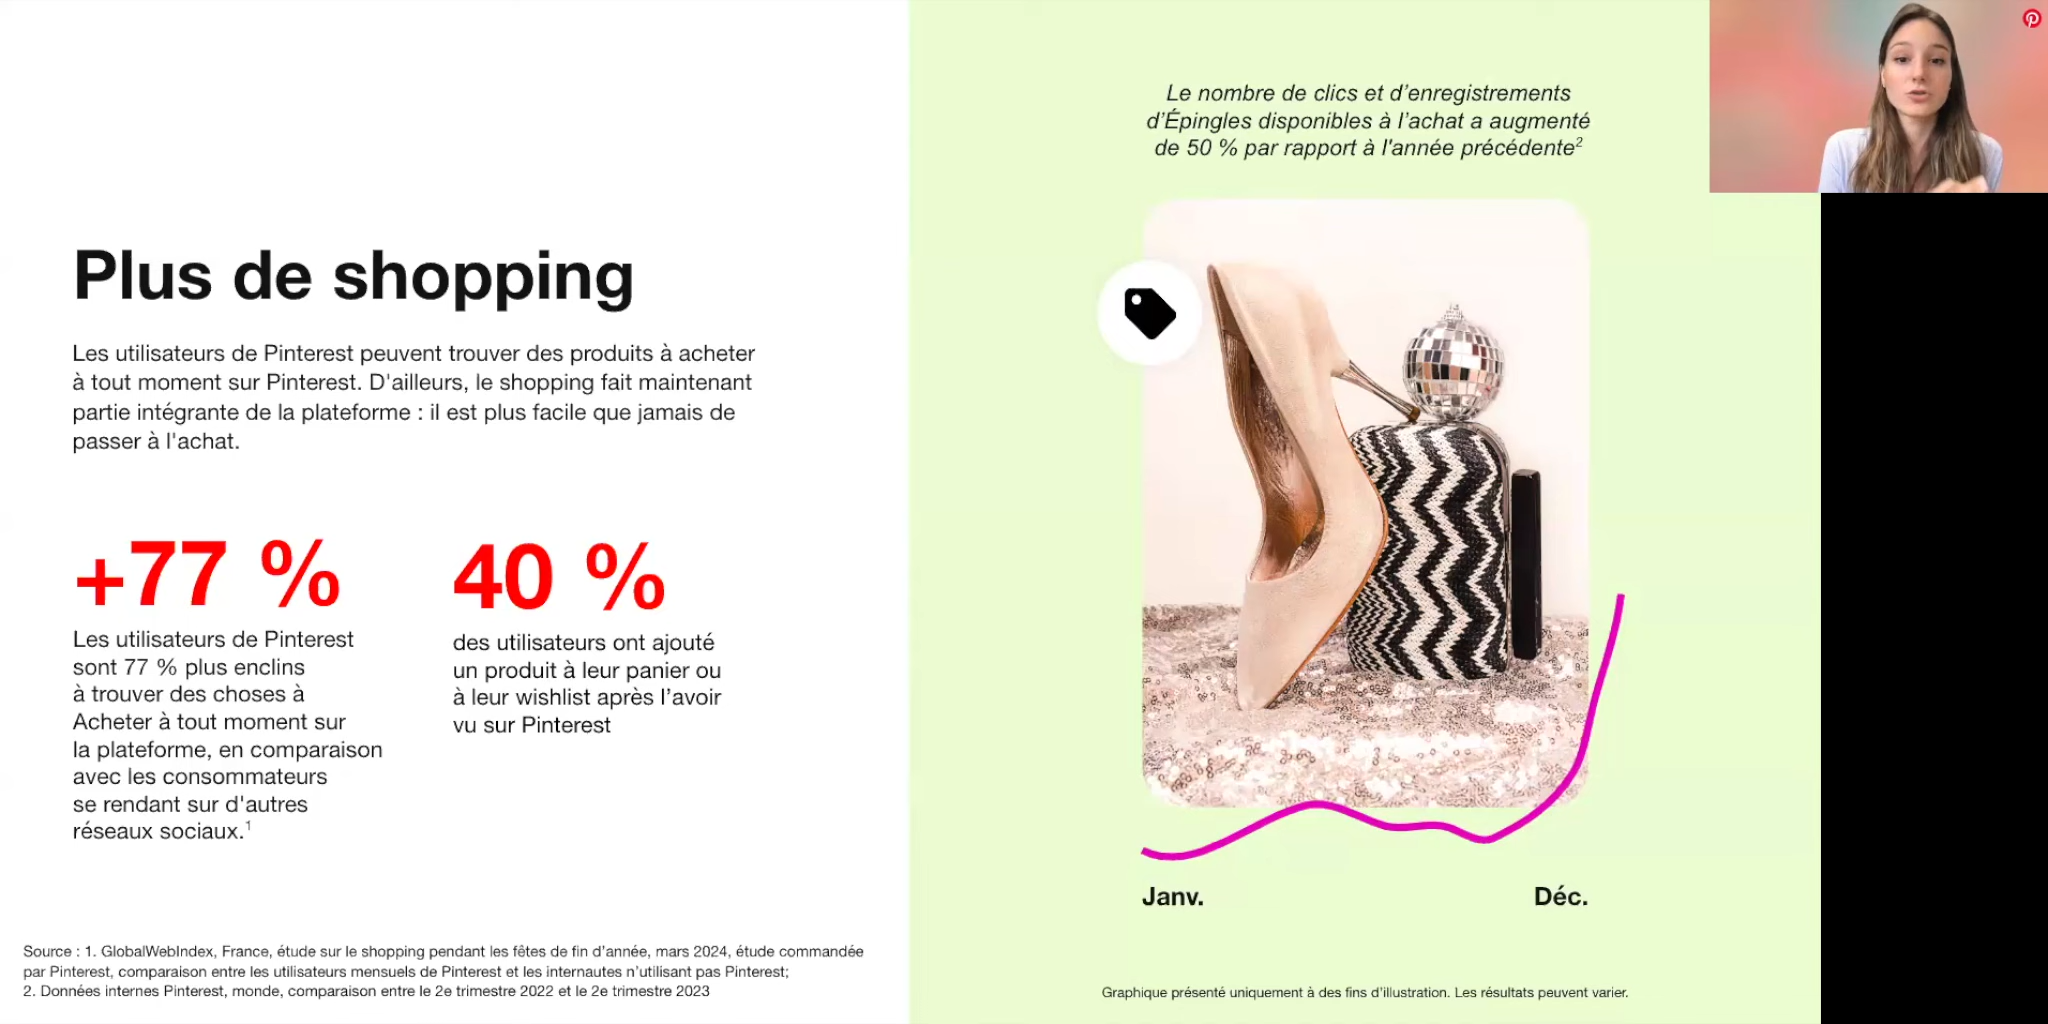 Plus de shopping
Les utilisateurs de Pinterest peuvent trouver des produits à acheter
à tout moment sur Pinterest. D'ailleurs, le shopping fait maintenant
partie intégrante de la plateforme : il est plus facile que jamais de
passer à l'achat.
+77 %
Les utilisateurs de Pinterest
sont 77 % plus enclins
à trouver des choses à
Acheter à tout moment sur
la plateforme, en comparaison
avec les consommateurs
se rendant sur d'autres
réseaux sociaux.¹
40 %
des utilisateurs ont ajouté
un produit à leur panier ou
à leur wishlist après l’avoir
vu sur Pinterest
Source : 1. GlobalWebIndex, France, étude sur le shopping pendant les fêtes de fin d’année, mars 2024, étude commandée
par Pinterest, comparaison entre les utilisateurs mensuels de Pinterest et les internautes n’utilisant pas Pinterest;
2. Données internes Pinterest, monde, comparaison entre le 2e trimestre 2022 et le 2e trimestre 2023
Le nombre de clics et d’enregistrements
d’Épingles disponibles à l’achat a augmenté
de 50 % par rapport à l'année précédente²
Janv.
Déc.
Graphique présenté uniquement à des fins d’illustration. Les résultats peuvent varier.